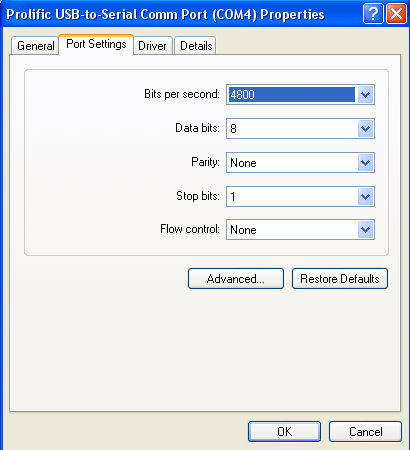 Prolific USB-to-Serial Comm Port (COM4) Properties
General Port Settings Driver Details
Bits per second: 4800
Data bits: 8
Parity: None
Stop bits: 1
Flow control: None
Advanced... Restore Defaults
OK Cancel